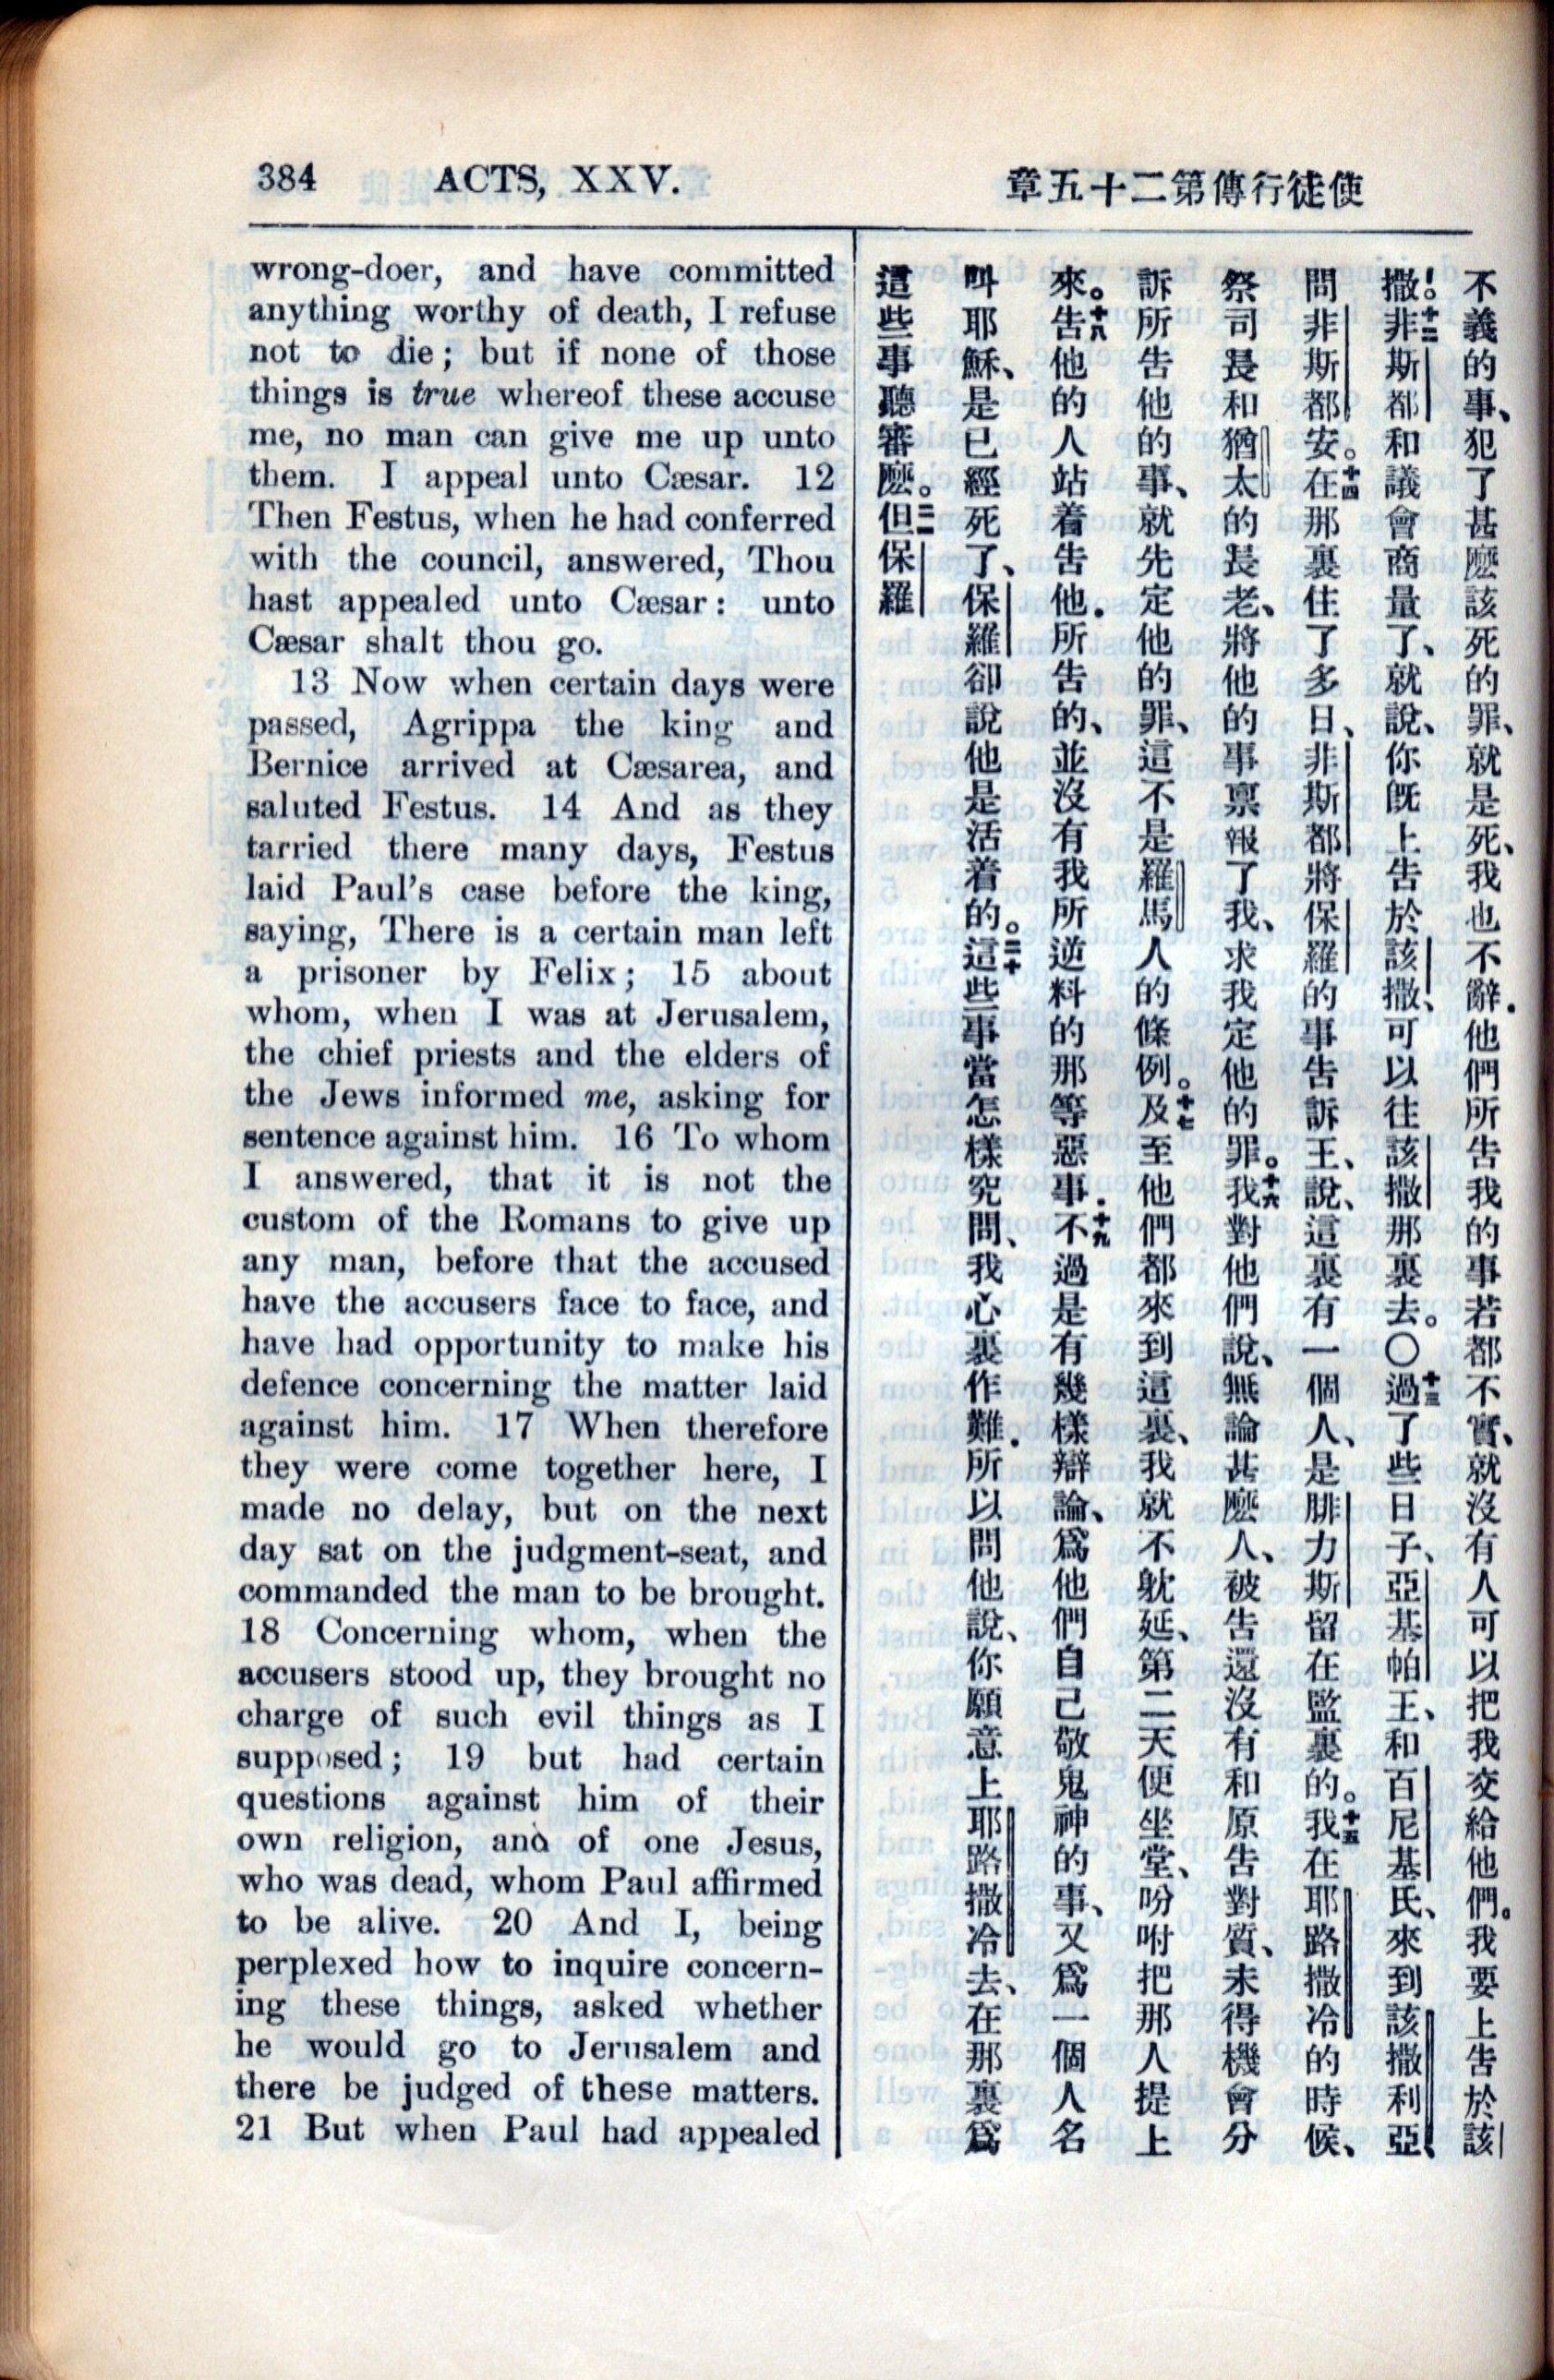 384 ACTS, XXV.
章五十二第傳行徒使
wrong-doer, and have committed
anything worthy of death, I refuse
not to die; but if none of those
things is true whereof these accuse
me, no man can give me up unto
them. I appeal unto Cæsar. 12
Then Festus, when he had conferred
with the council, answered, Thou
hast appealed unto Cæsar: unto
Cæsar shalt thou go.
13 Now when certain days were
passed, Agrippa the king and
Bernice arrived at Cæsarea, and
saluted Festus. 14 And as they
tarried there many days, Festus
laid Paul's case before the king,
saying, There is a certain man left
a prisoner by Felix; 15 about
whom, when I was at Jerusalem,
the chief priests and the elders of
the Jews informed me, asking for
sentence against him. 16 To whom
I answered, that it is not the
custom of the Romans to give up
any man, before that the accused
have the accusers face to face, and
have had opportunity to make his
defence concerning the matter laid
against him. 17 When therefore
they were come together here, I
made no delay, but on the next
day sat on the judgment-seat, and
commanded the man to be brought.
18 Concerning whom, when the
accusers stood up, they brought no
charge of such evil things as I
supposed; 19 but had certain
questions against him of their
own religion, and of one Jesus,
who was dead, whom Paul affirmed
to be alive. 20 And I, being
perplexed how to inquire concern-
ing these things, asked whether
he would go to Jerusalem and
there be judged of these matters.
21 But when Paul had appealed
不義的事、犯了甚麽該死的罪、就是死、我也不辭．他們所告我的事若都不實、就沒有人可以把我交給他們。我要上告於該
撒！。十二非斯都和議會商量了、就說、你旣上告於該撒、可以往該撒那裏去。〇十三過了些日子、亞基帕王、和百尼基氏、來到該撒利亞、
問非斯都安。十四在那裏住了多日、非斯都將保羅的事告訴王、說、這裏有一個人、是腓力斯留在監裏的。十五我在耶路撒冷的時候、
祭司長和猶太的長老、將他的事禀報了我、求我定他的罪。十六我對他們說、無論甚麽人、被告還沒有和原告對質、未得機會分
訴所告他的事、就先定他的罪、這不是羅馬人的條例。十七及至他們都來到這裏、我就不躭延、第二天便坐堂、吩咐把那人提上
來。十八告他的人站着告他．所告的、並沒有我所逆料的那等惡事．十九不過是有幾樣辯論、爲他們自己敬鬼神的事、又爲一個人名
叫耶穌、是已經死了、保羅卻說他是活着的。二十這些事當怎樣究問、我心裏作難．所以問他說、你願意上耶路撒冷去、在那裏爲
這些事聽審麽。二一但保羅